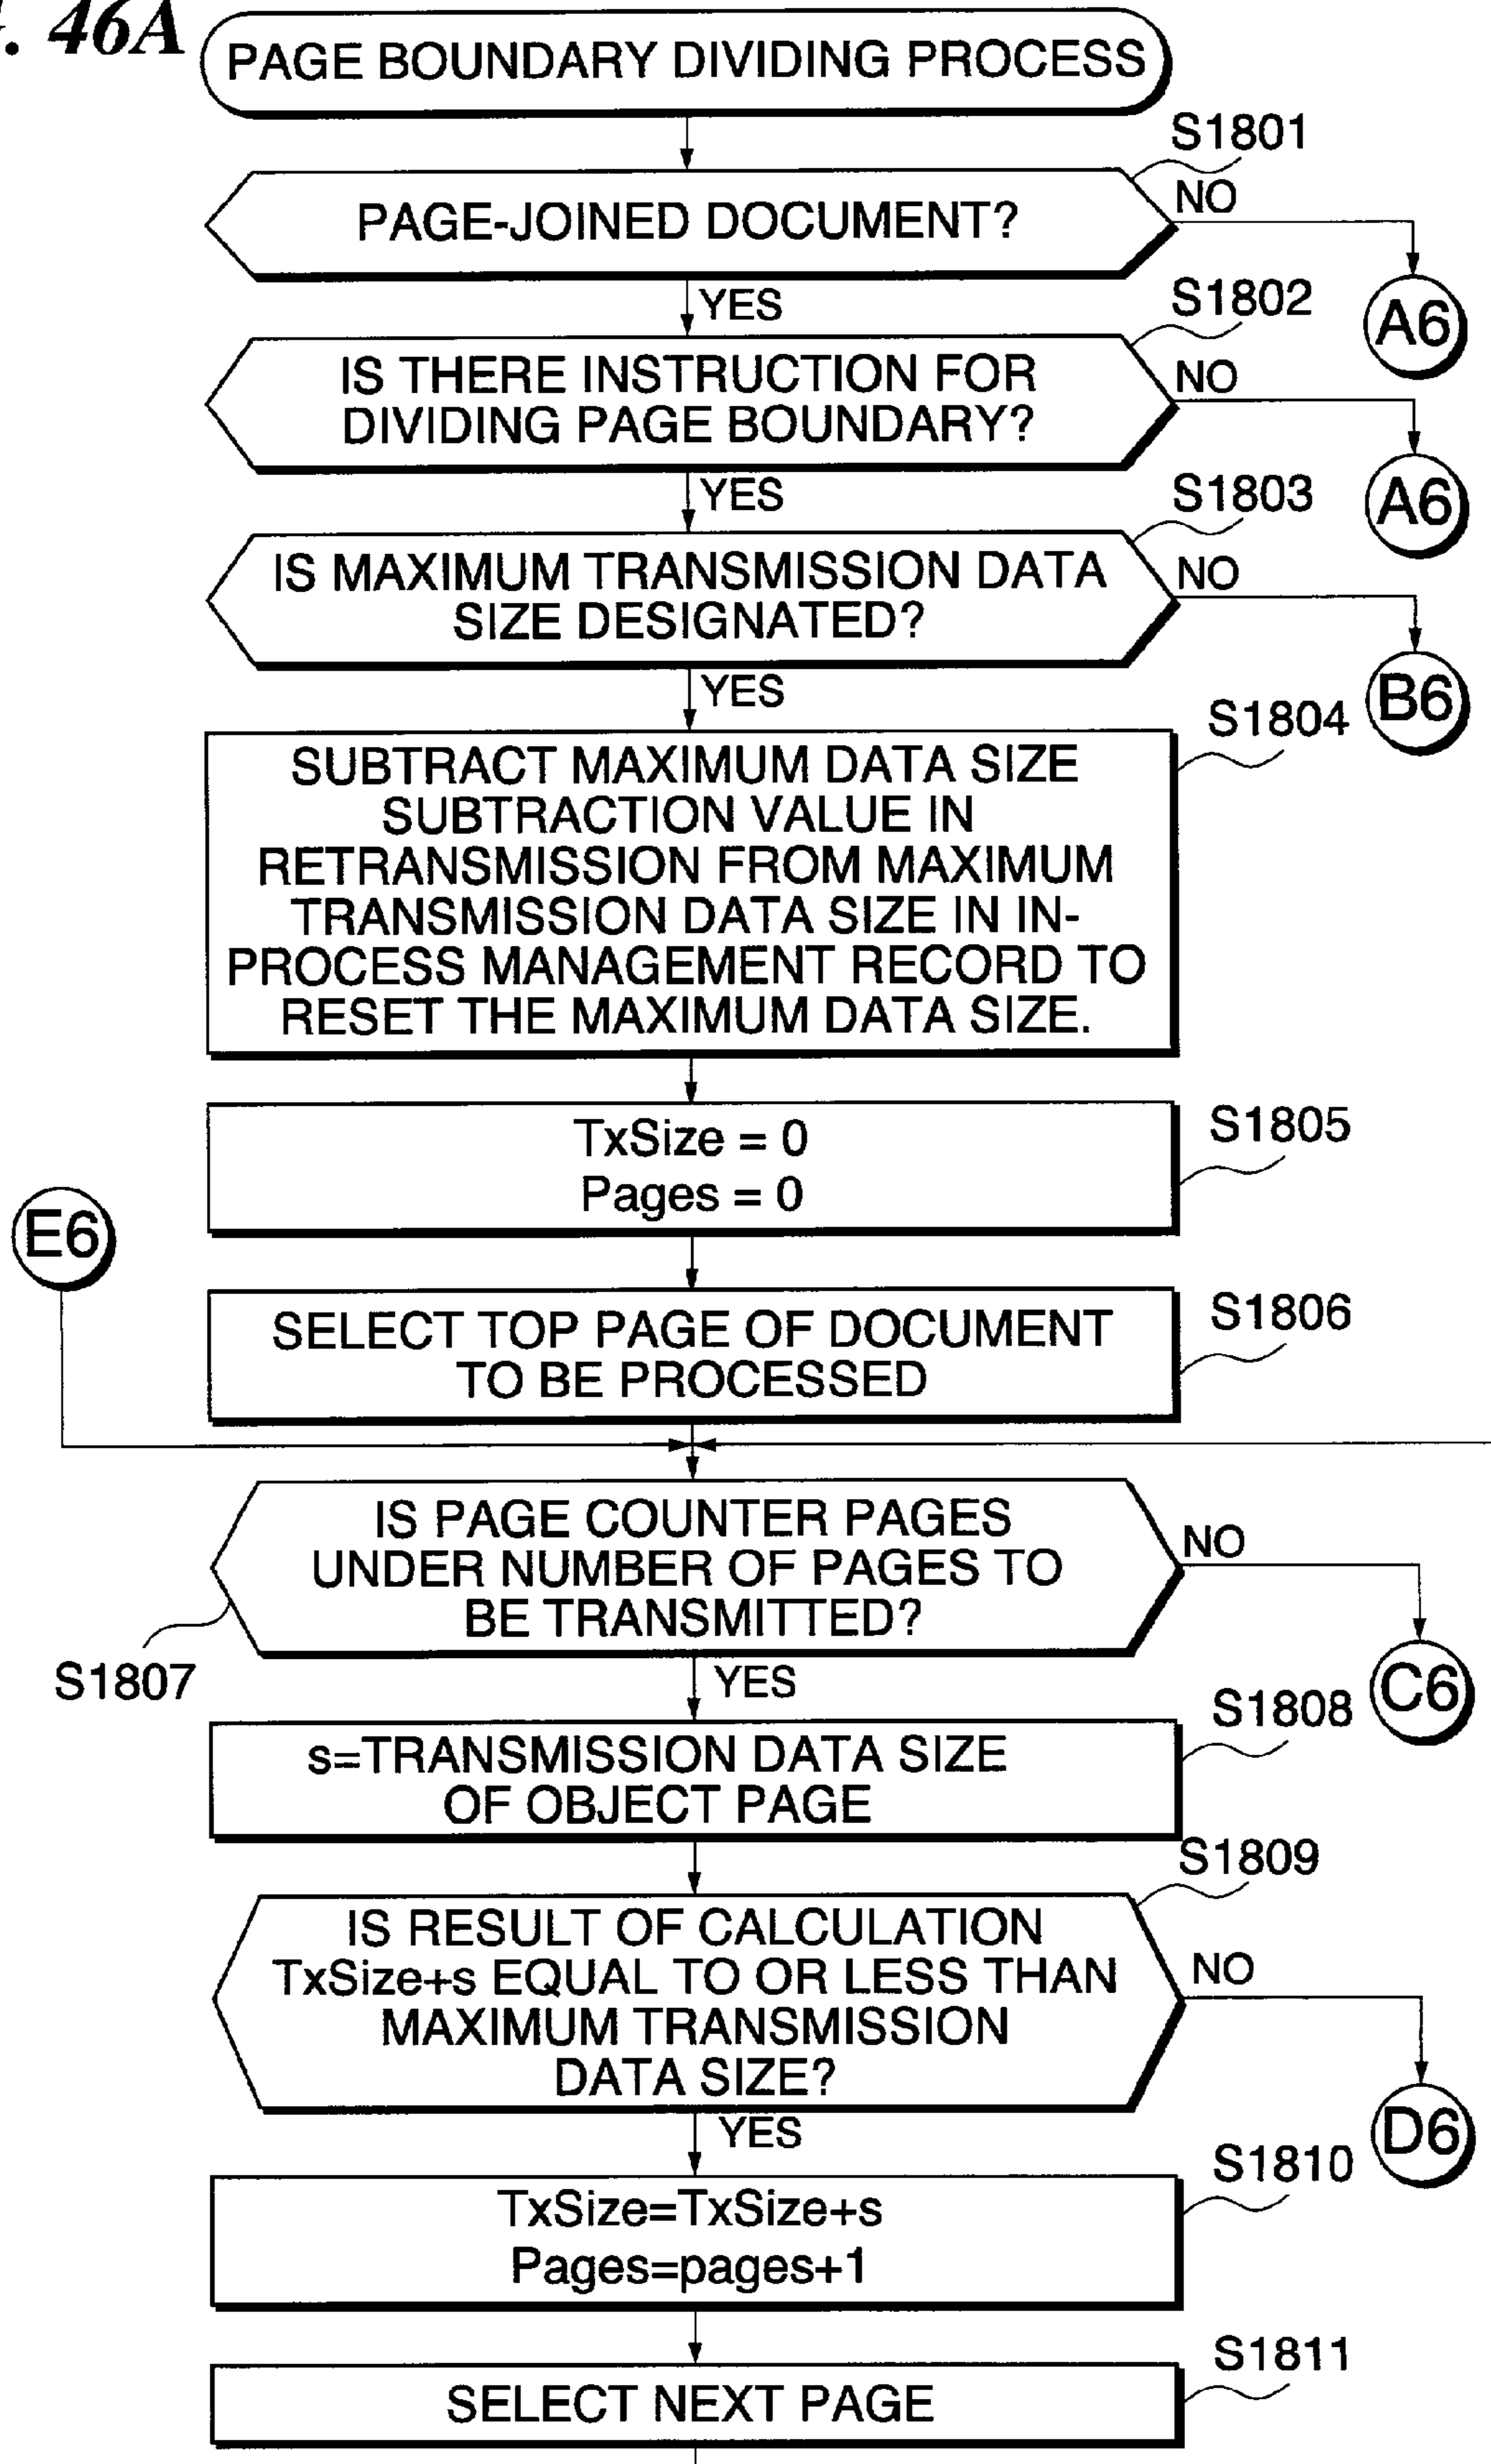 . 46A
PAGE BOUNDARY DIVIDING PROCESS
S1801
PAGE-JOINED DOCUMENT?
NO
A6
YES
S1802
IS THERE INSTRUCTION FOR
DIVIDING PAGE BOUNDARY?
NO
A6
YES
S1803
IS MAXIMUM TRANSMISSION DATA
SIZE DESIGNATED?
NO
B6
YES
S1804
SUBTRACT MAXIMUM DATA SIZE
SUBTRACTION VALUE IN
RETRANSMISSION FROM MAXIMUM
TRANSMISSION DATA SIZE IN IN-
PROCESS MANAGEMENT RECORD TO
RESET THE MAXIMUM DATA SIZE.
S1805
TxSize = 0
Pages = 0
E6
S1806
SELECT TOP PAGE OF DOCUMENT
TO BE PROCESSED
IS PAGE COUNTER PAGES
UNDER NUMBER OF PAGES TO
BE TRANSMITTED?
NO
S1807
C6
YES
S1808
s=TRANSMISSION DATA SIZE
OF OBJECT PAGE
S1809
IS RESULT OF CALCULATION
TxSize+s EQUAL TO OR LESS THAN
MAXIMUM TRANSMISSION
DATA SIZE?
NO
D6
YES
S1810
TxSize=TxSize+s
Pages=pages+1
S1811
SELECT NEXT PAGE